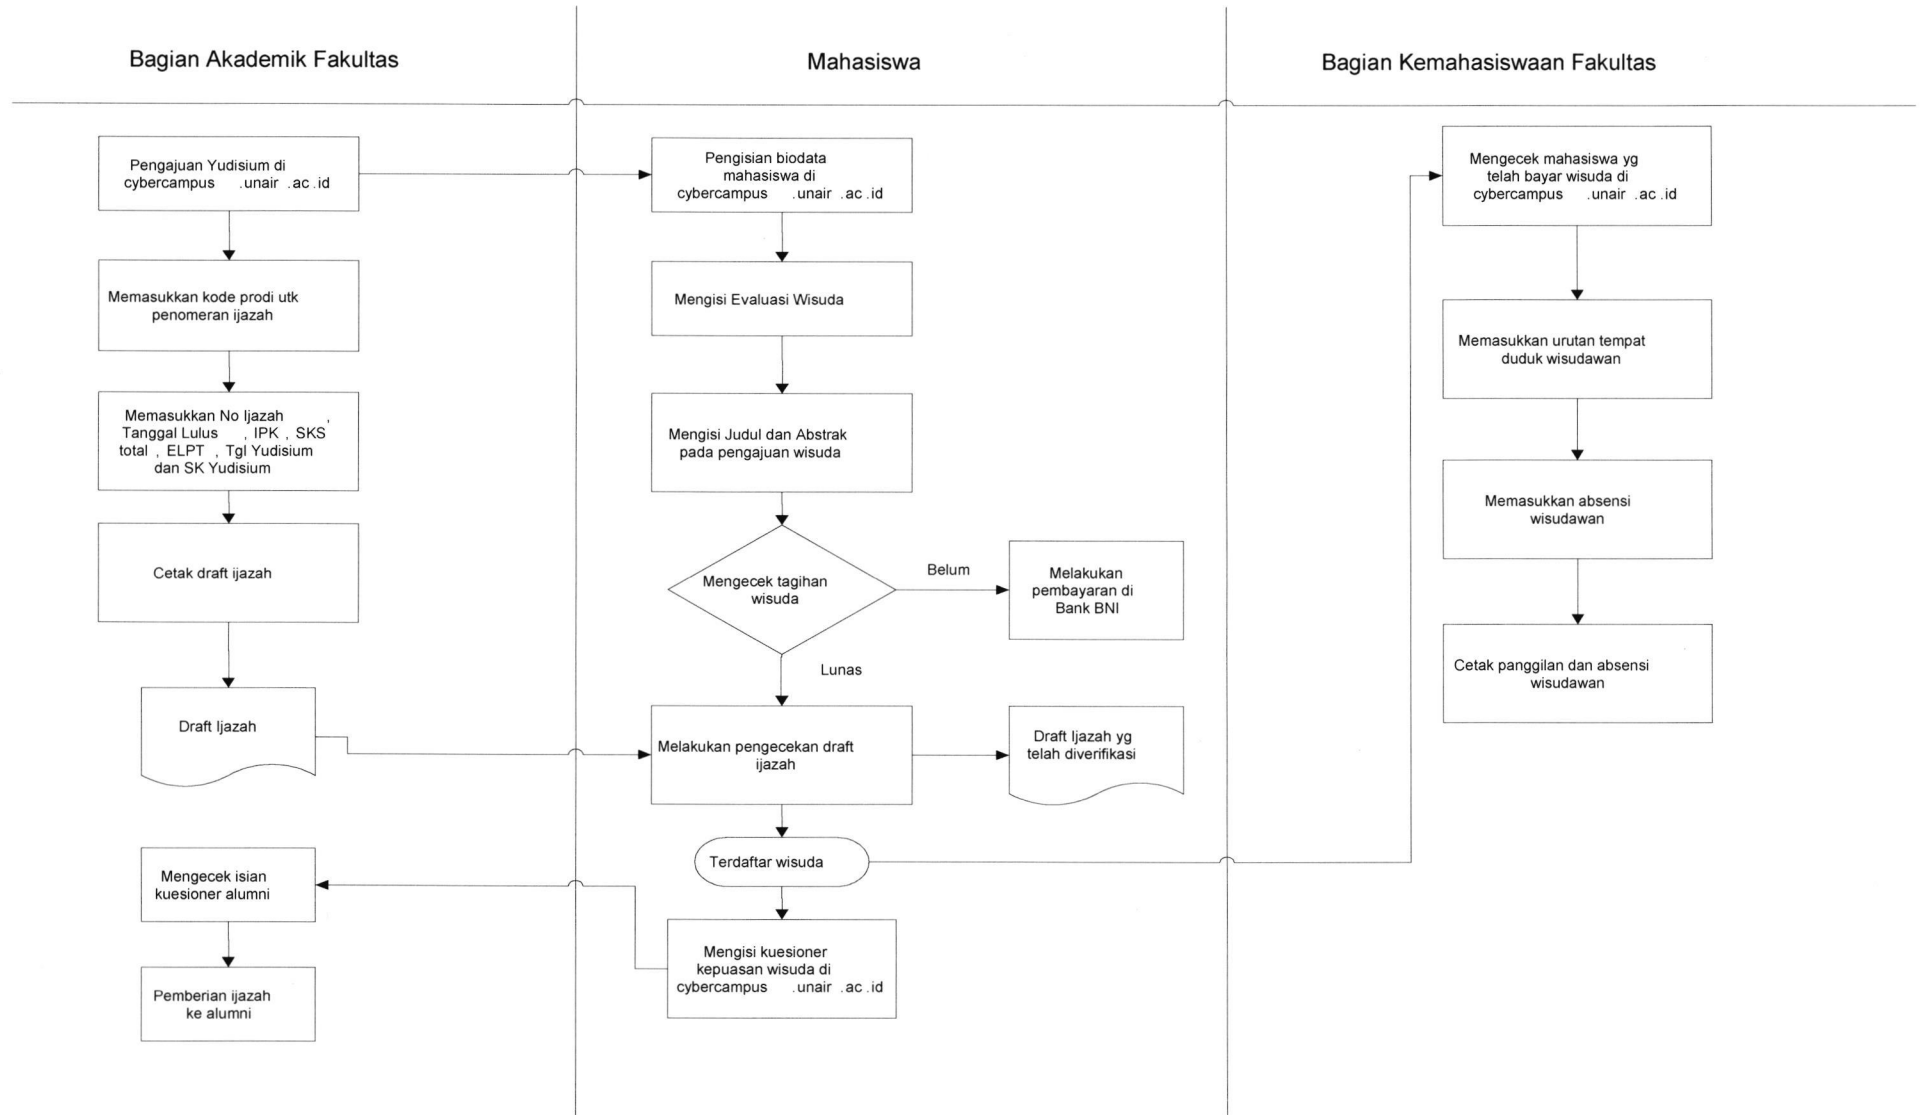 Bagian Akademik Fakultas
Mahasiswa
Bagian Kemahasiswaan Fakultas
Pengajuan Yudisium di
cybercampus .unair .ac .id
Memasukkan kode prodi utk
penomeran ijazah
Memasukkan No Ijazah ,
Tanggal Lulus , IPK , SKS
total , ELPT , Tgl Yudisium
dan SK Yudisium
Cetak draft ijazah
Draft Ijazah
Mengecek isian
kuesioner alumni
Pemberian ijazah
ke alumni
Pengisian biodata
mahasiswa di
cybercampus .unair .ac .id
Mengisi Evaluasi Wisuda
Mengisi Judul dan Abstrak
pada pengajuan wisuda
Mengecek tagihan
wisuda
Belum
Melakukan
pembayaran di
Bank BNI
Lunas
Melakukan pengecekan draft
ijazah
Draft Ijazah yg
telah diverifikasi
Terdaftar wisuda
Mengisi kuesioner
kepuasan wisuda di
cybercampus .unair .ac .id
Mengecek mahasiswa yg
telah bayar wisuda di
cybercampus .unair .ac .id
Memasukkan urutan tempat
duduk wisudawan
Memasukkan absensi
wisudawan
Cetak panggilan dan absensi
wisudawan